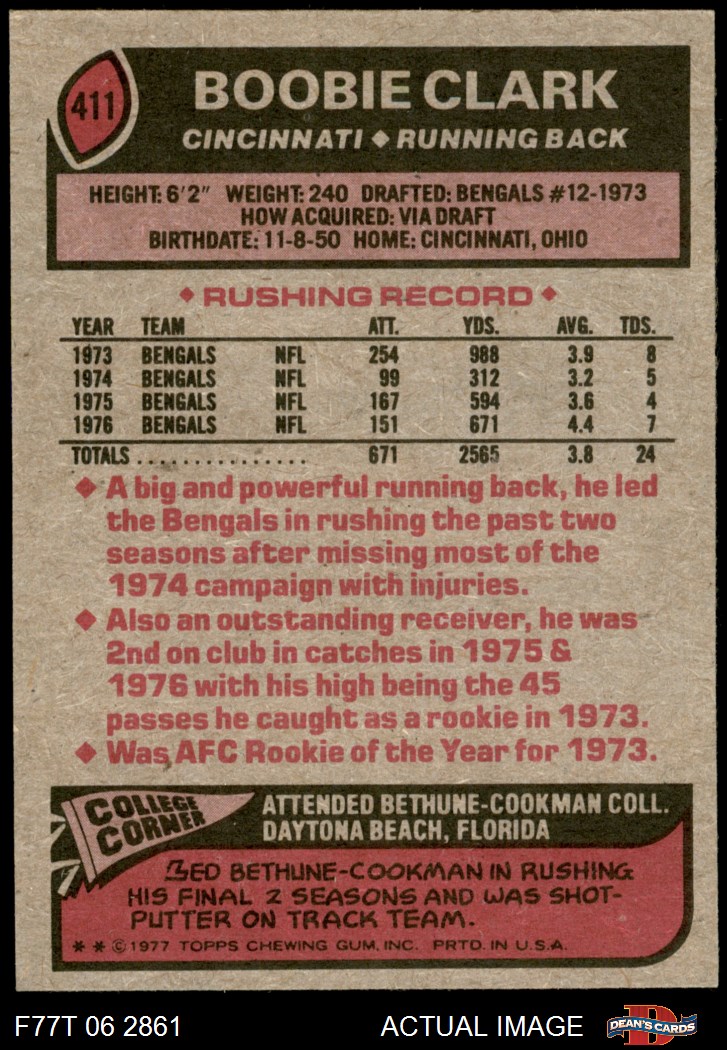 411
BOOBIE CLARK
CINCINNATI ◆ RUNNING BACK
HEIGHT: 6'2" WEIGHT: 240 DRAFTED: BENGALS #12-1973
HOW ACQUIRED: VIA DRAFT
BIRTHDATE: 11-8-50 HOME: CINCINNATI, OHIO
◆ RUSHING RECORD ◆
YEAR TEAM ATT. YDS. AVG. TDS.
1973 BENGALS NFL 254 988 3.9 8
1974 BENGALS NFL 99 312 3.2 5
1975 BENGALS NFL 167 594 3.6 4
1976 BENGALS NFL 151 671 4.4 7
TOTALS ................ 671 2565 3.8 24
◆ A big and powerful running back, he led
the Bengals in rushing the past two
seasons after missing most of the
1974 campaign with injuries.
◆ Also an outstanding receiver, he was
2nd on club in catches in 1975 &
1976 with his high being the 45
passes he caught as a rookie in 1973.
◆ Was AFC Rookie of the Year for 1973.
COLLEGE
CORNER
ATTENDED BETHUNE-COOKMAN COLL.
DAYTONA BEACH, FLORIDA
LED BETHUNE-COOKMAN IN RUSHING
HIS FINAL 2 SEASONS AND WAS SHOT-
PUTTER ON TRACK TEAM.
* * © 1977 TOPPS CHEWING GUM, INC. PRTD. IN U.S.A.
F77T 06 2861 ACTUAL IMAGE
D
DEAN'S CARDS